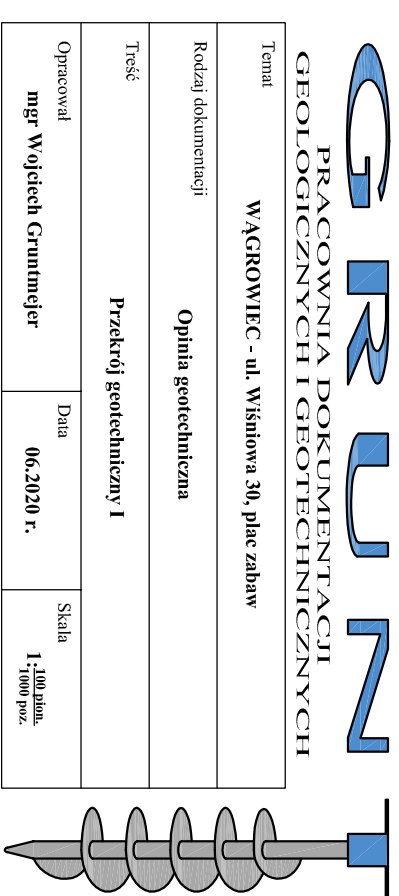 GRUNT
PRACOWNIA DOKUMENTACJI
GEOLOGICZNYCH I GEOTECHNICZNYCH
Temat
WĄGROWIEC - ul. Wiśniowa 30, plac zabaw
Rodzaj dokumentacji
Opinia geotechniczna
Treść
Przekrój geotechniczny I
Opracował
mgr Wojciech Gruntmejer
Data
06.2020 r.
Skala
1:100 pion.
1000 poz.